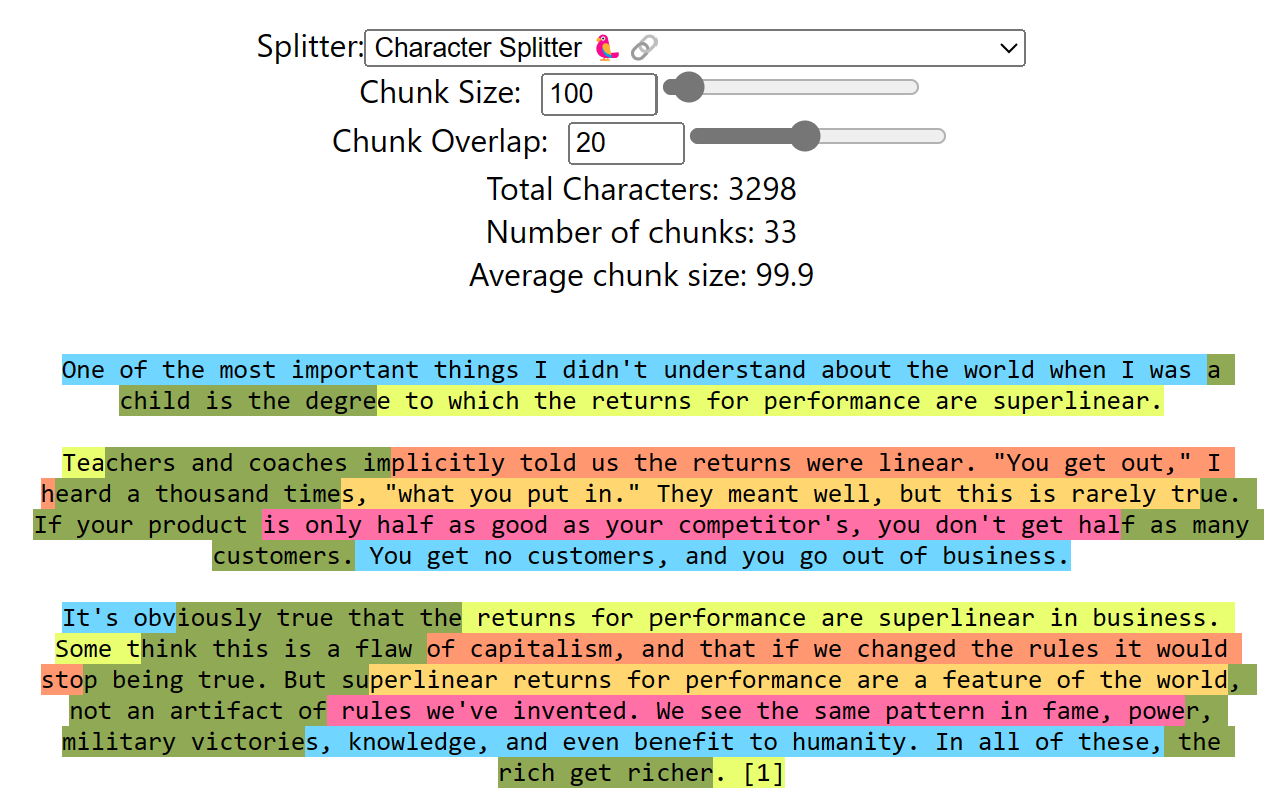 Splitter: Character Splitter 🦜 🔗
Chunk Size: 100
Chunk Overlap: 20
Total Characters: 3298
Number of chunks: 33
Average chunk size: 99.9
One of the most important things I didn't understand about the world when I was a
child is the degree to which the returns for performance are superlinear.
Teachers and coaches implicitly told us the returns were linear. "You get out," I
heard a thousand times, "what you put in." They meant well, but this is rarely true.
If your product is only half as good as your competitor's, you don't get half as many
customers. You get no customers, and you go out of business.
It's obviously true that the returns for performance are superlinear in business.
Some think this is a flaw of capitalism, and that if we changed the rules it would
stop being true. But superlinear returns for performance are a feature of the world,
not an artifact of rules we've invented. We see the same pattern in fame, power,
military victories, knowledge, and even benefit to humanity. In all of these, the
rich get richer. [1]